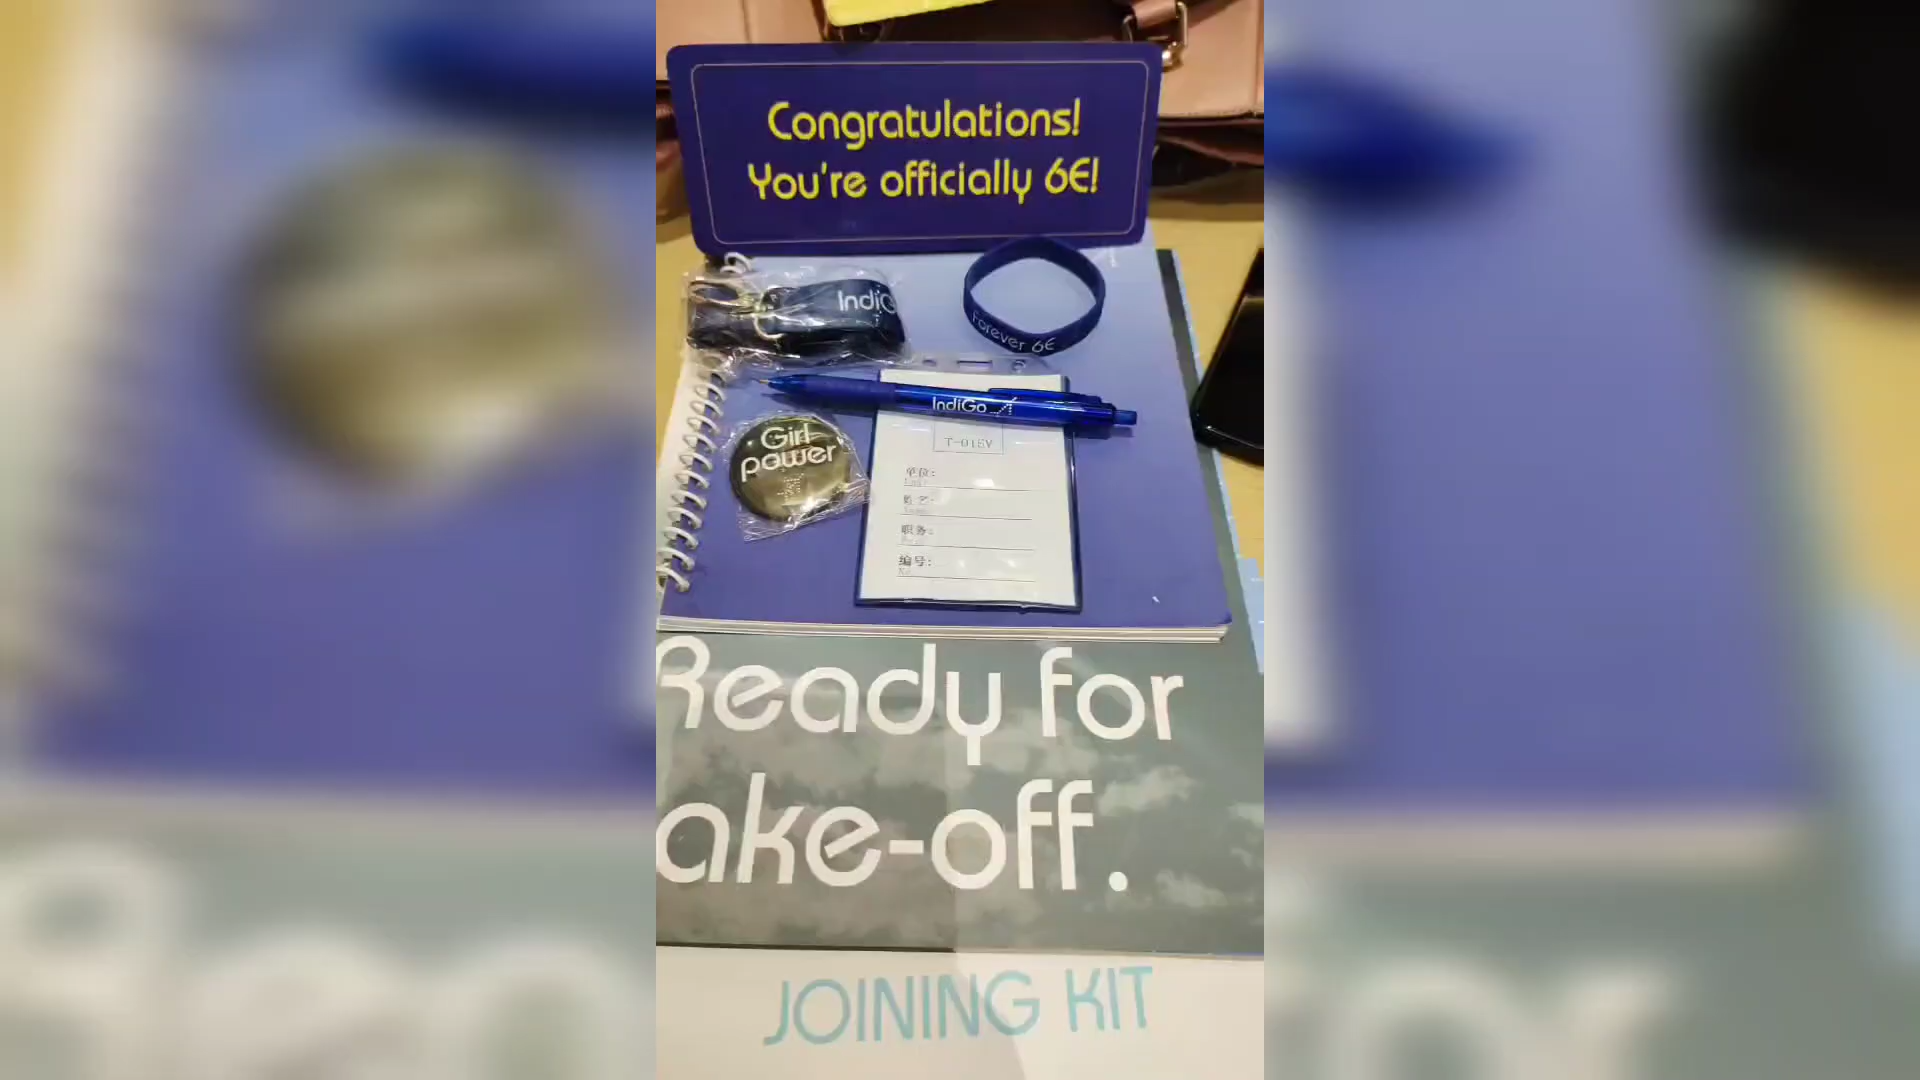 Congratulations!
You're officially 6E!
IndiG
Forever 6E
IndiGo
Girl
power
T-016V
单位:
姓名:
职务:
编号:
No
Ready for
ake-off.
JOINING KIT